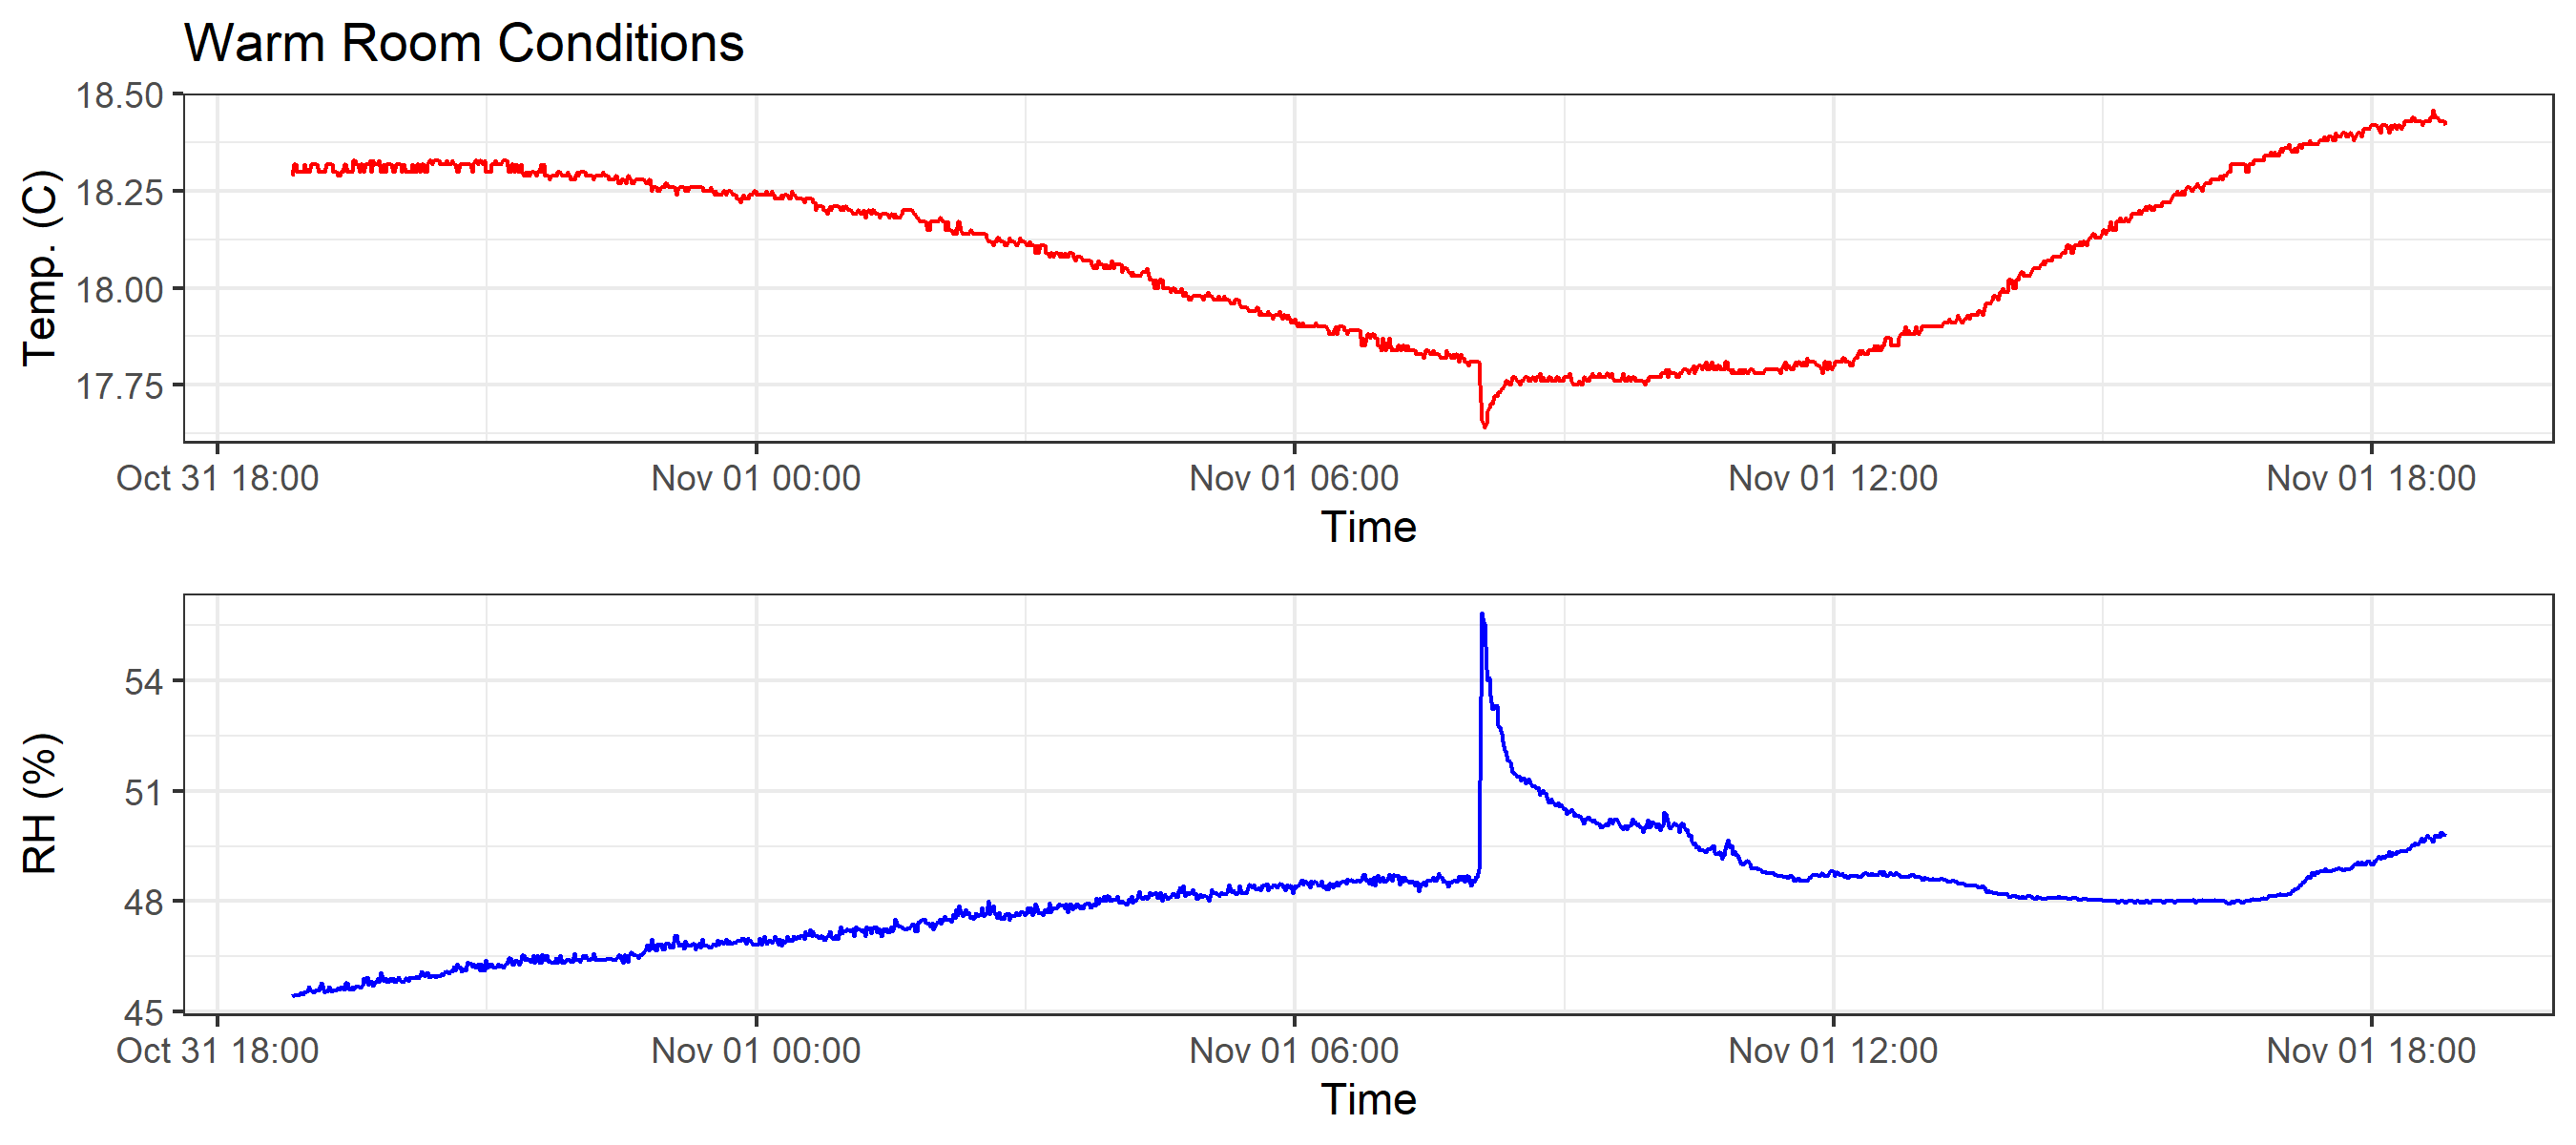 Warm Room Conditions
Temp. (C)
18.50
18.25
18.00
17.75
Oct 31 18:00 Nov 01 00:00 Nov 01 06:00 Nov 01 12:00 Nov 01 18:00
Time
RH (%)
54
51
48
45
Oct 31 18:00 Nov 01 00:00 Nov 01 06:00 Nov 01 12:00 Nov 01 18:00
Time